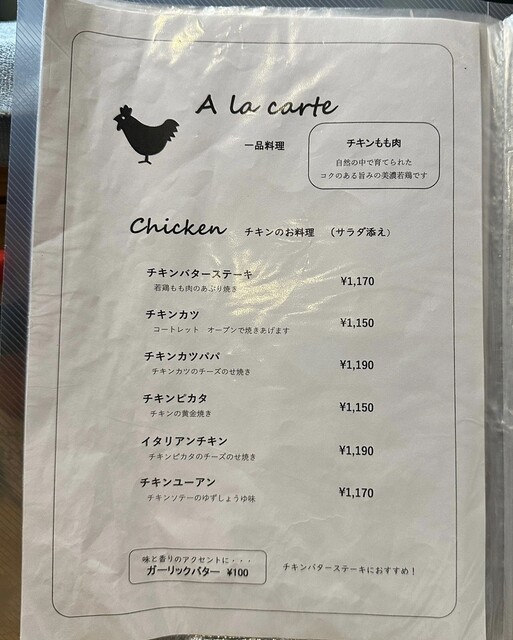 A la carte
一品料理
チキンもも肉
自然の中で育てられた
コクのある旨みの美濃若鶏です
Chicken チキンのお料理 （サラダ添え）
チキンバターステーキ ¥1,170
若鶏もも肉のあぶり焼き
チキンカツ ¥1,150
コートレット オーブンで焼きあげます
チキンカツパパ ¥1,190
チキンカツのチーズのせ焼き
チキンピカタ ¥1,150
チキンの黄金焼き
イタリアンチキン ¥1,190
チキンピカタのチーズのせ焼き
チキンユーアン ¥1,170
チキンソテーのゆずしょうゆ味
味と香りのアクセントに・・・
ガーリックバター ¥100
チキンバターステーキにおすすめ！